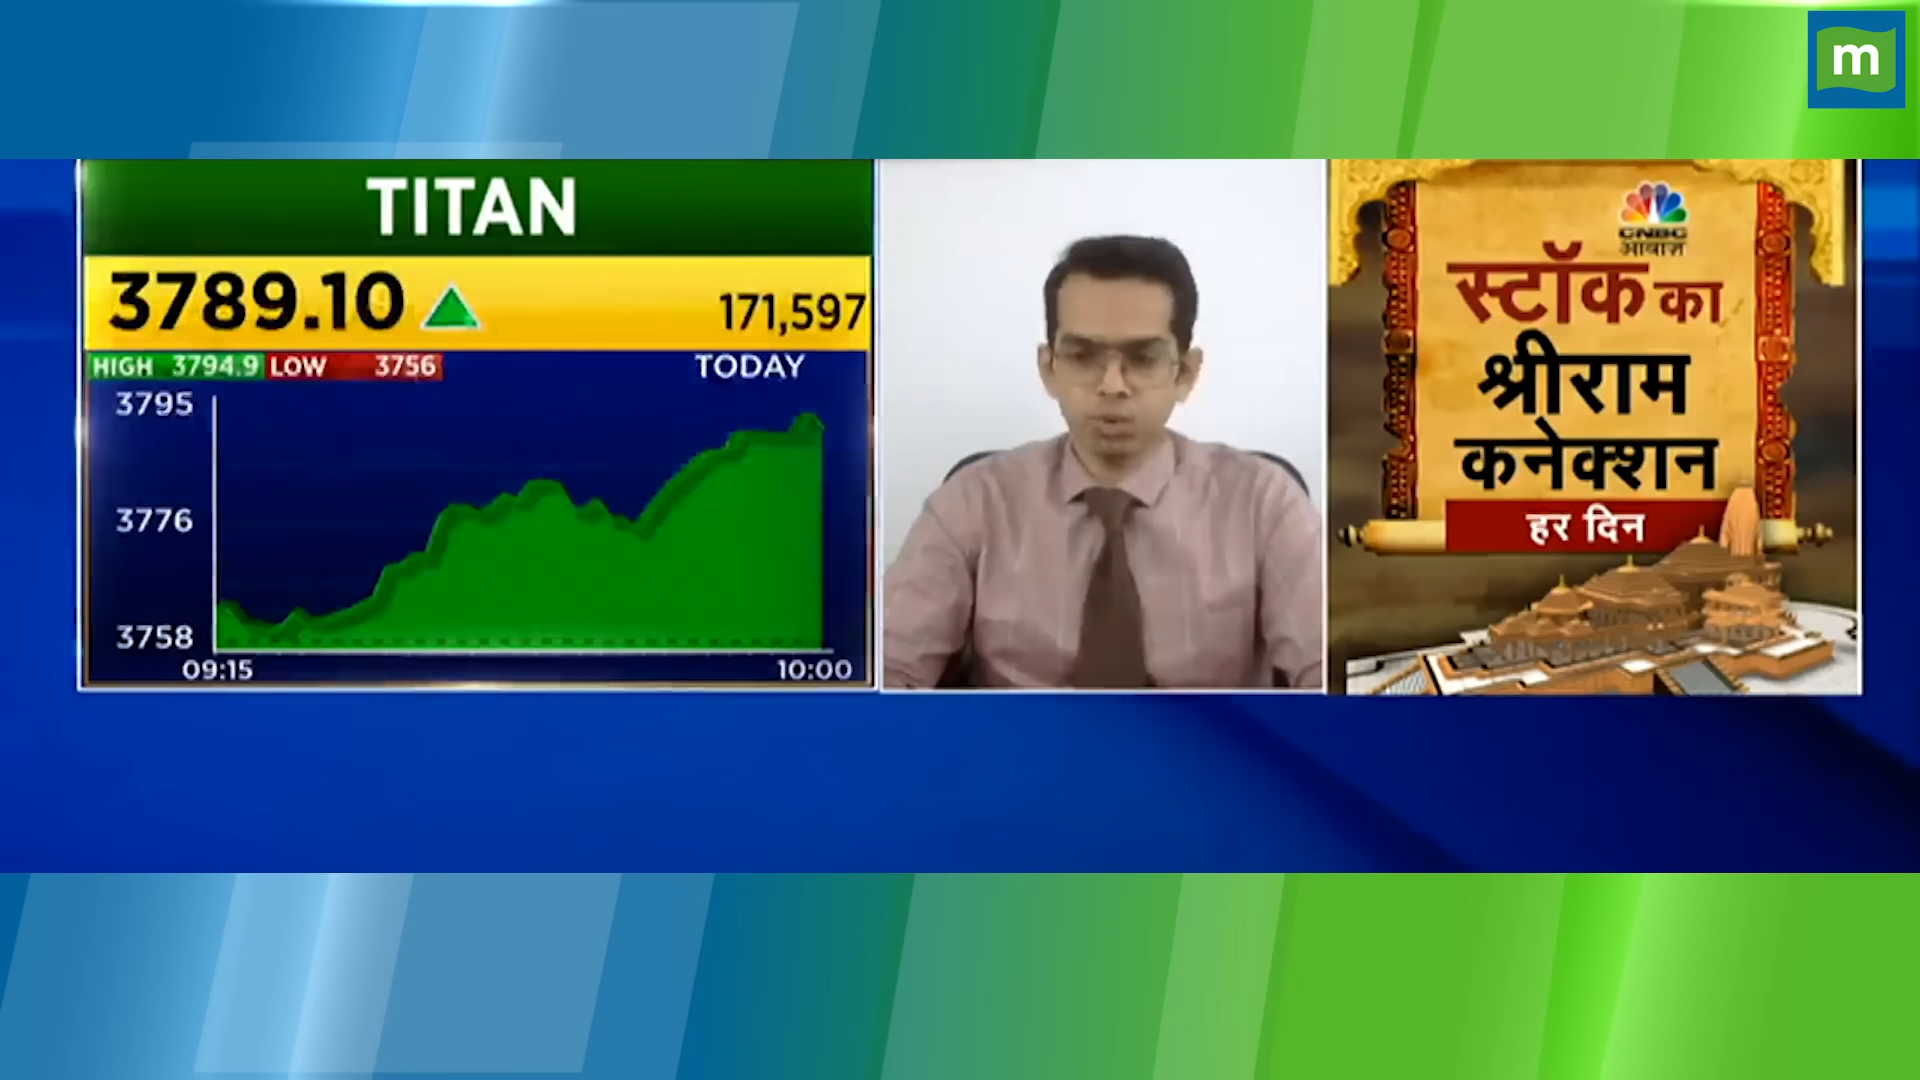 m
TITAN
3789.10
171,597
HIGH 3794.9 LOW 3756
TODAY
3795
3776
3758
09:15 10:00
CNBC
आवाज़
स्टॉक का
श्रीराम
कनेक्शन
हर दिन